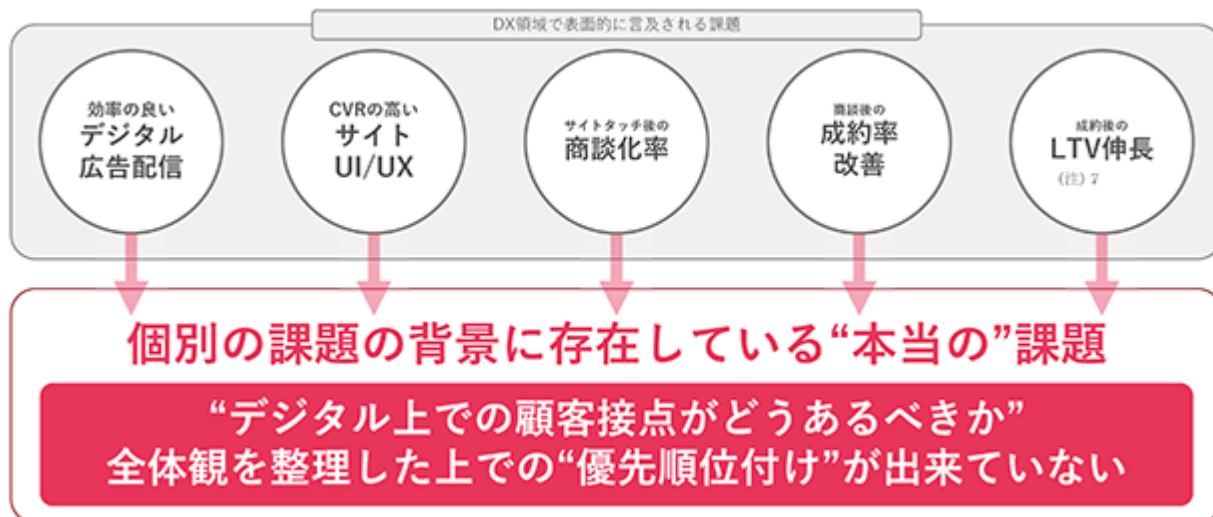 DX領域で表面的に言及される課題
効率の良い
デジタル
広告配信
CVRの高い
サイト
UI/UX
サイトタッチ後の
商談化率
商談後の
成約率
改善
成約後の
LTV伸長
(注) 7
個別の課題の背景に存在している“本当の”課題
“デジタル上での顧客接点がどうあるべきか”
全体観を整理した上での“優先順位付け”が出来ていない